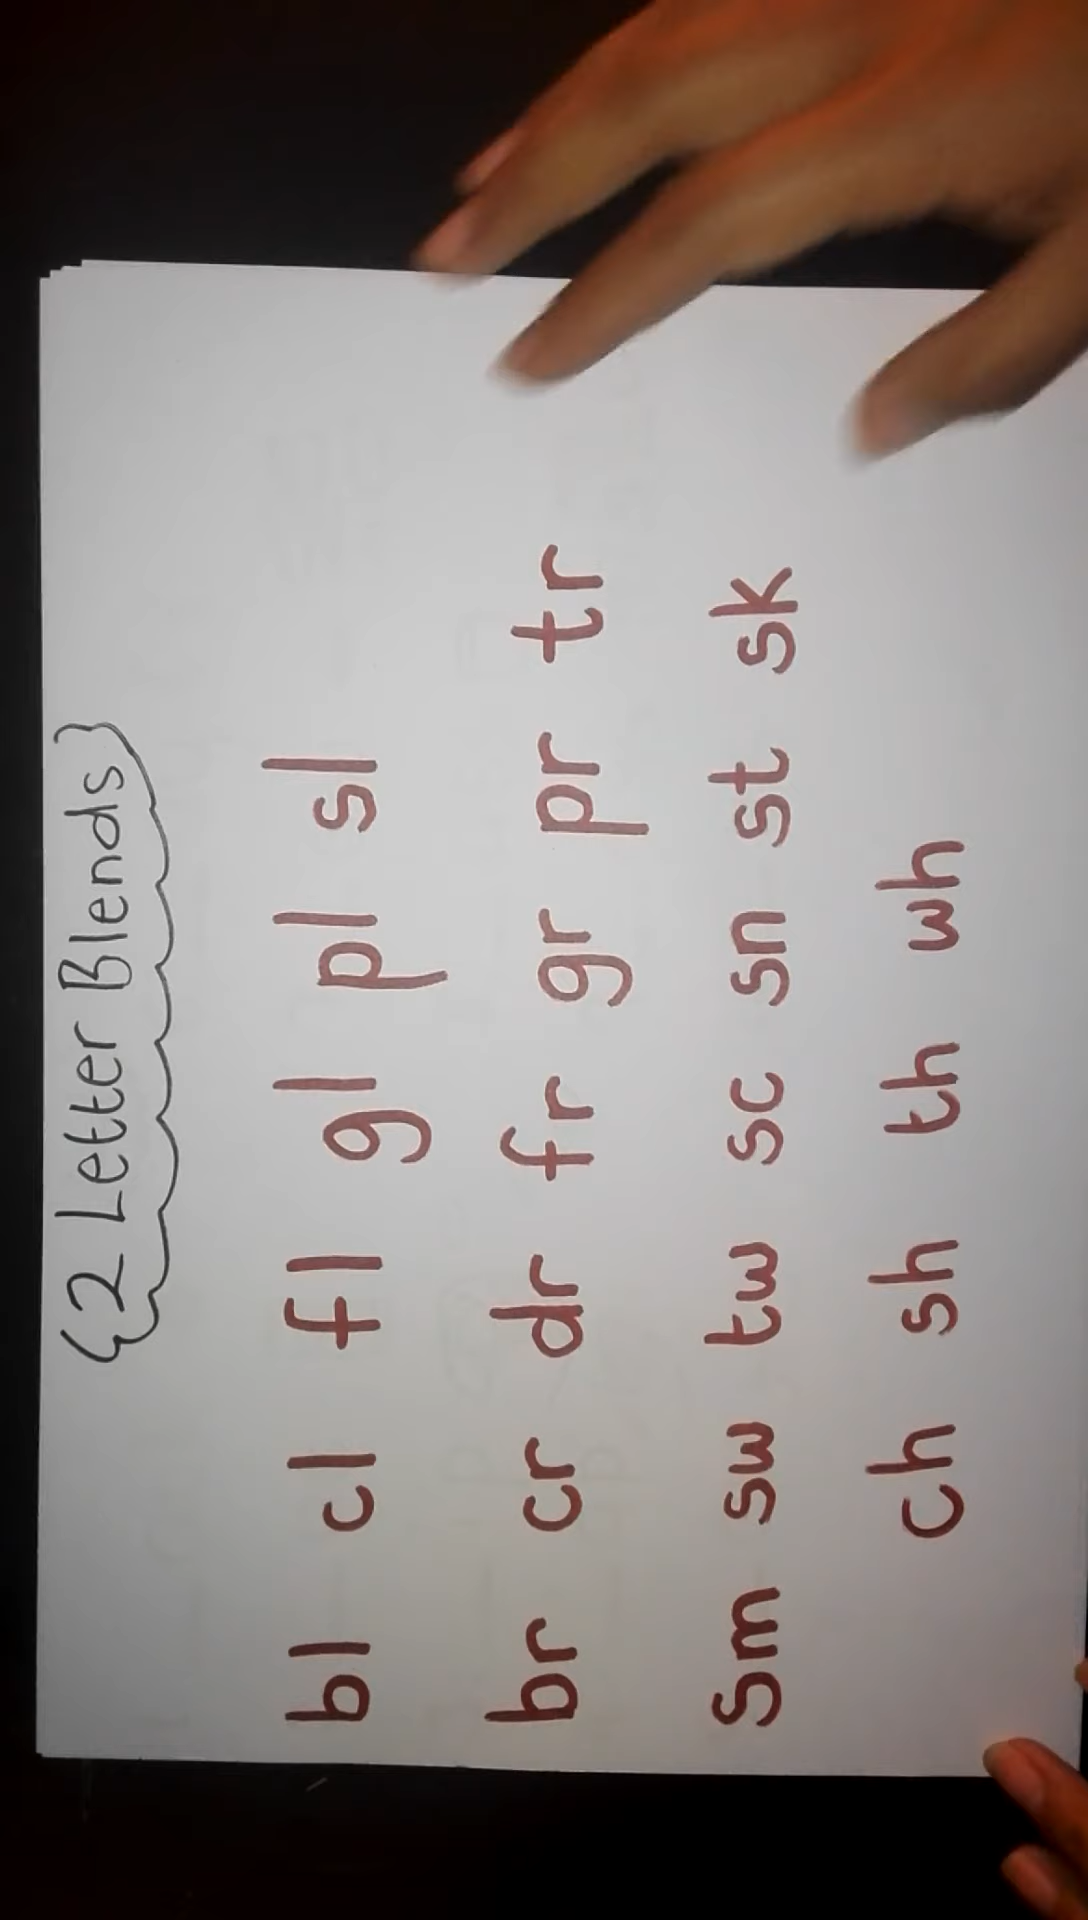 {2 Letter Blends}
bl cl fl gl pl sl
br cr dr fr gr pr tr
Sm sw tw sc sn st sk
ch sh th wh